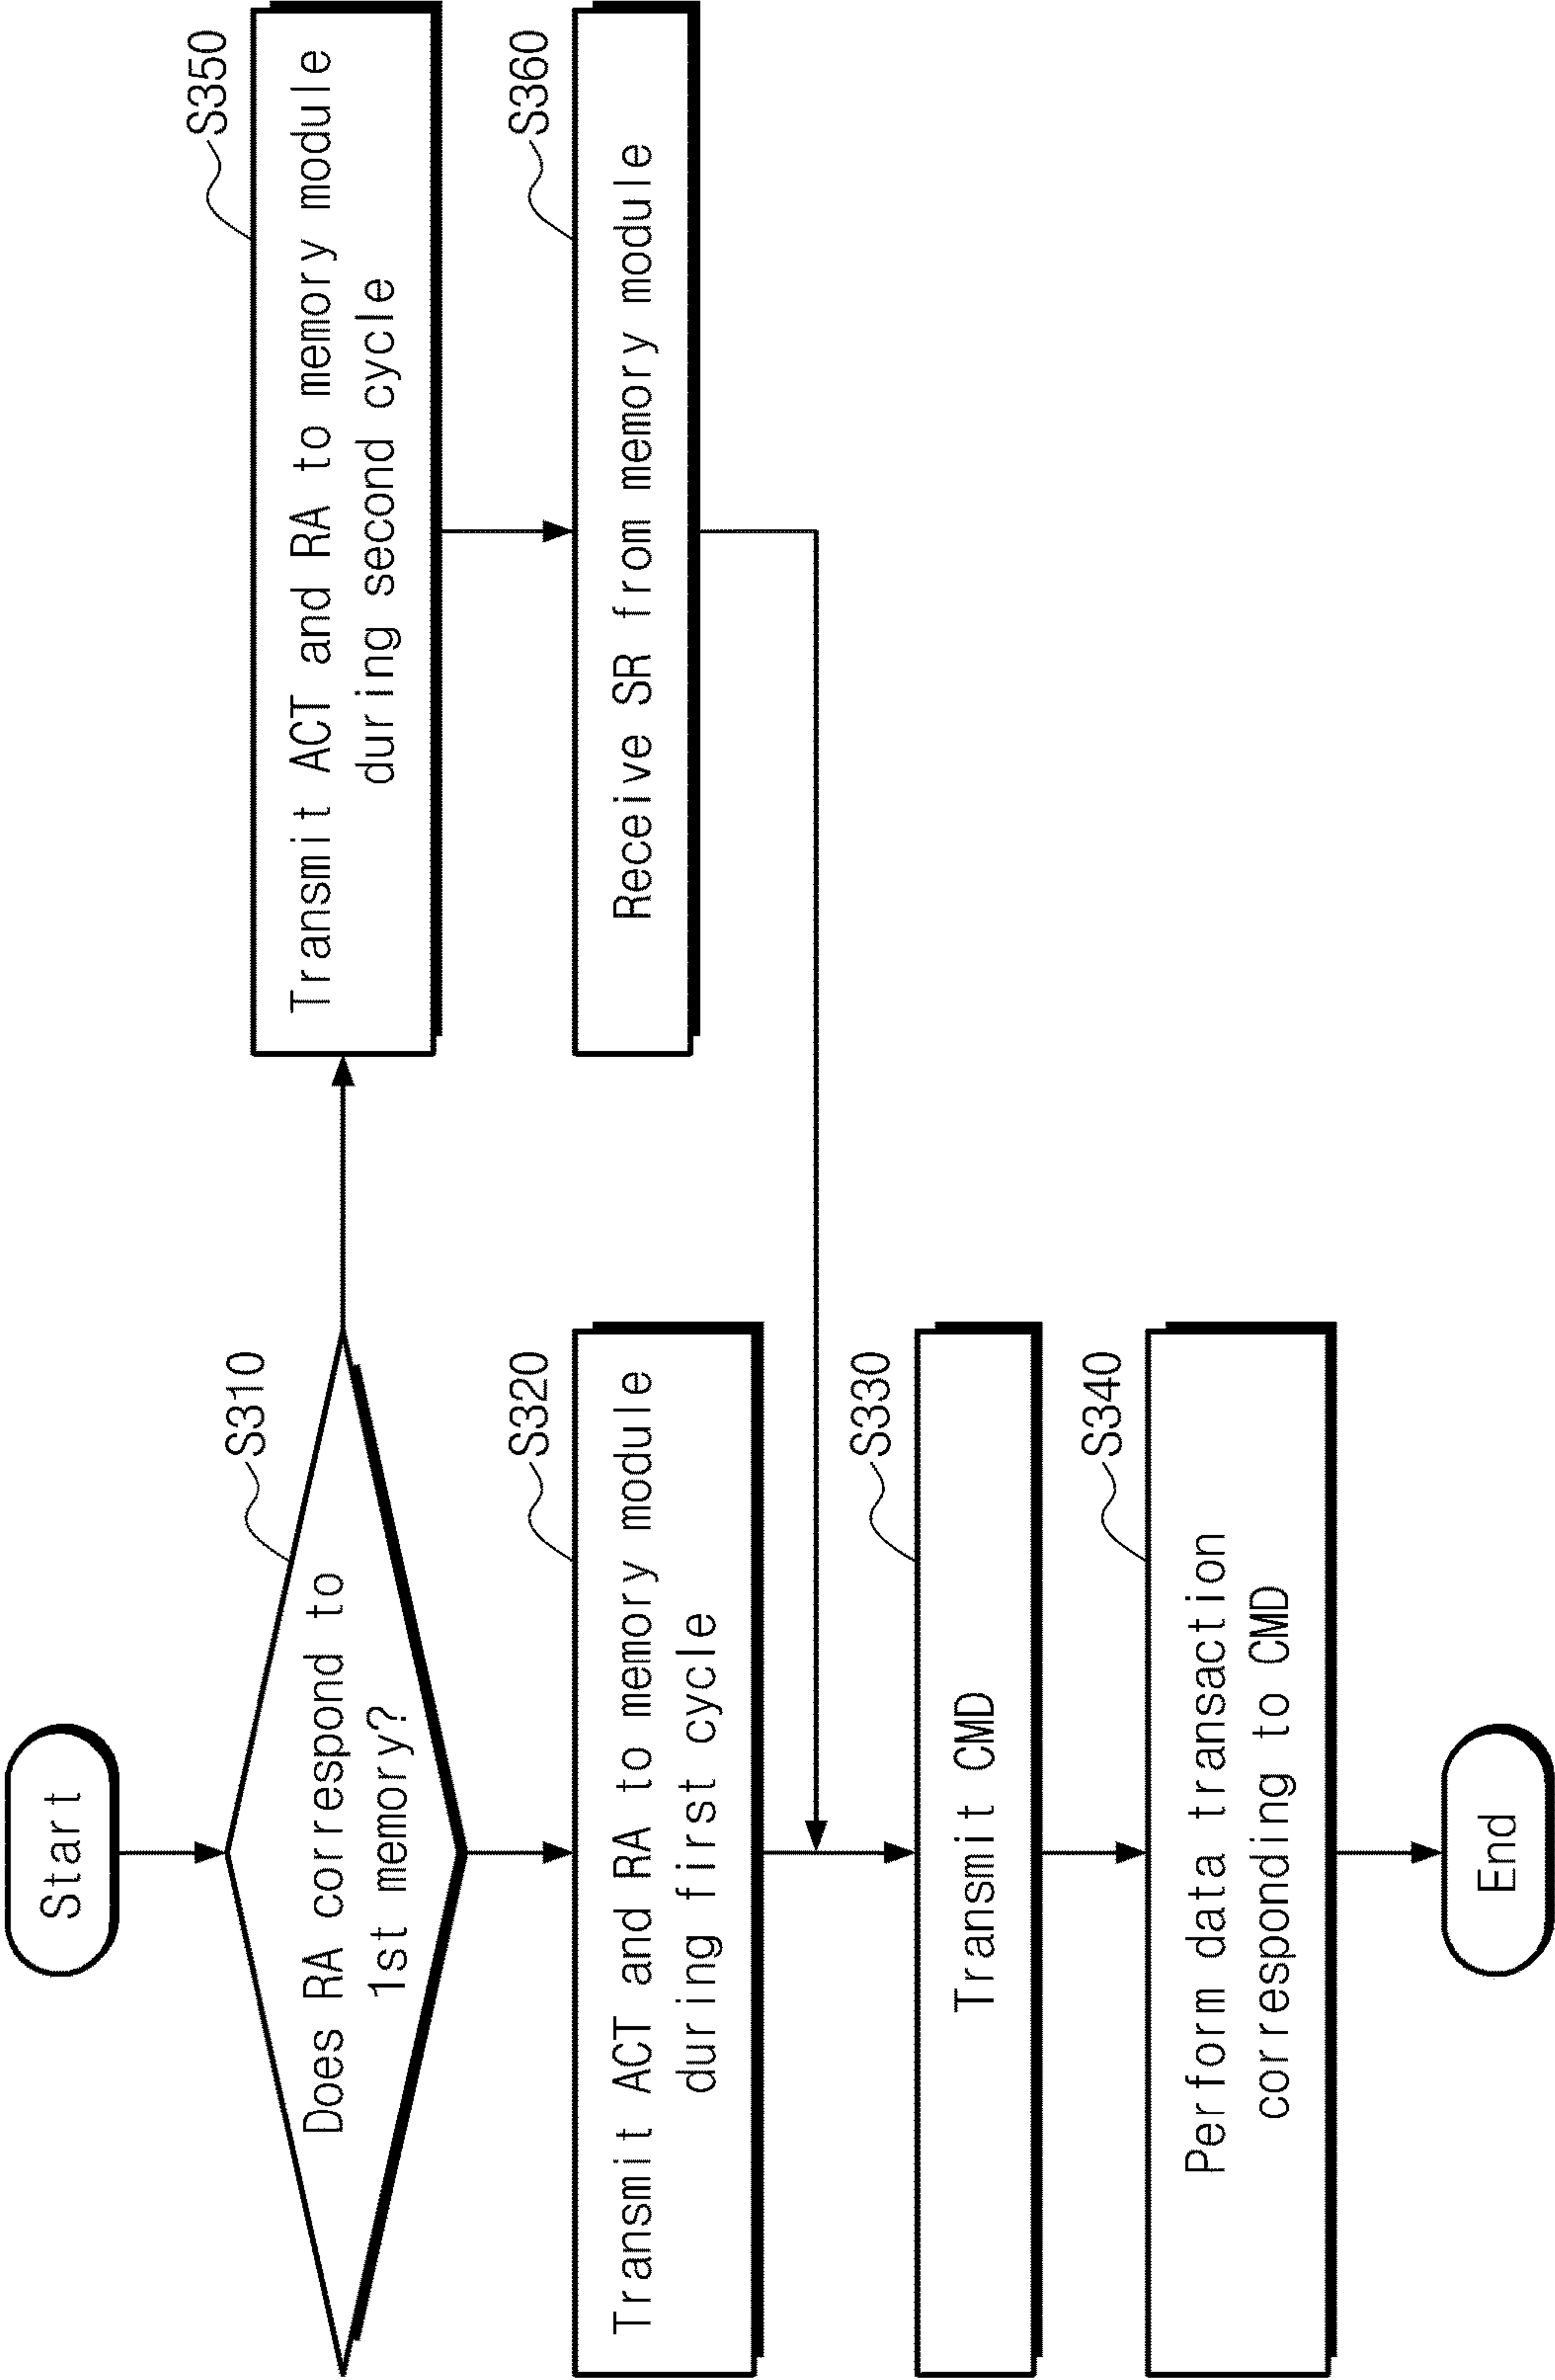 Start
S310
Does RA correspond to
1st memory?
S350
Transmit ACT and RA to memory module
during second cycle
S320
Transmit ACT and RA to memory module
during first cycle
S360
Receive SR from memory module
S330
Transmit CMD
S340
Perform data transaction
corresponding to CMD
End